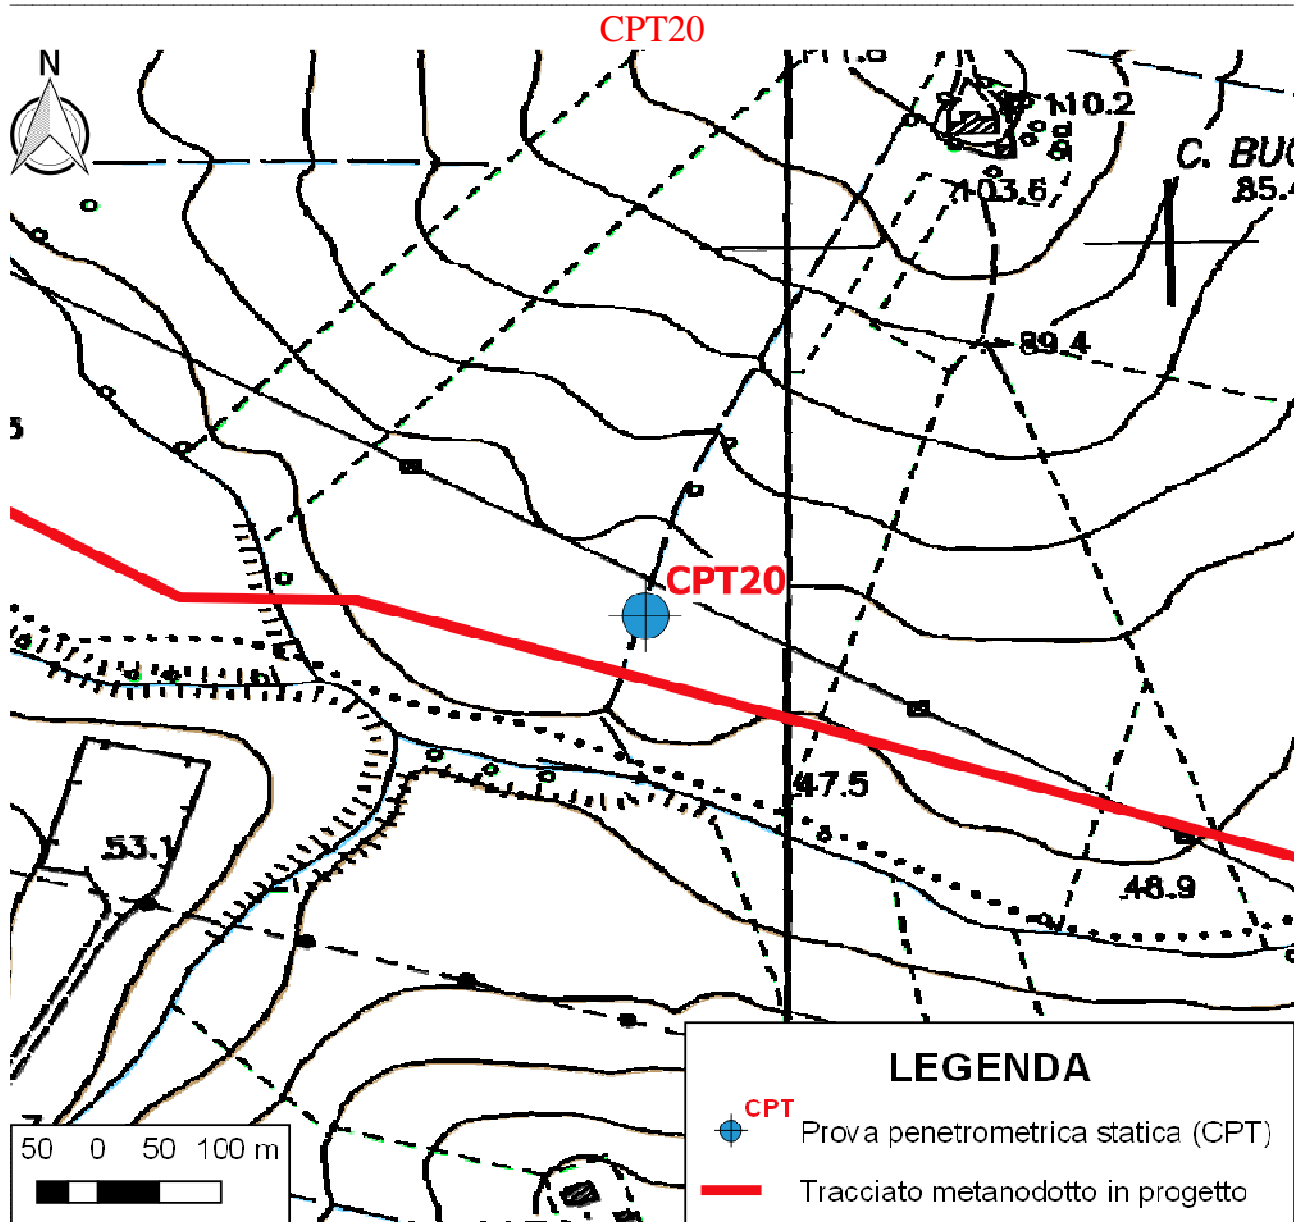 CPT20
N
110.2
C. BUC
103.6
85.4
89.4
5
CPT20
47.5
53.1
48.9
LEGENDA
CPT
Prova penetrometrica statica (CPT)
50 0 50 100 m
Tracciato metanodotto in progetto